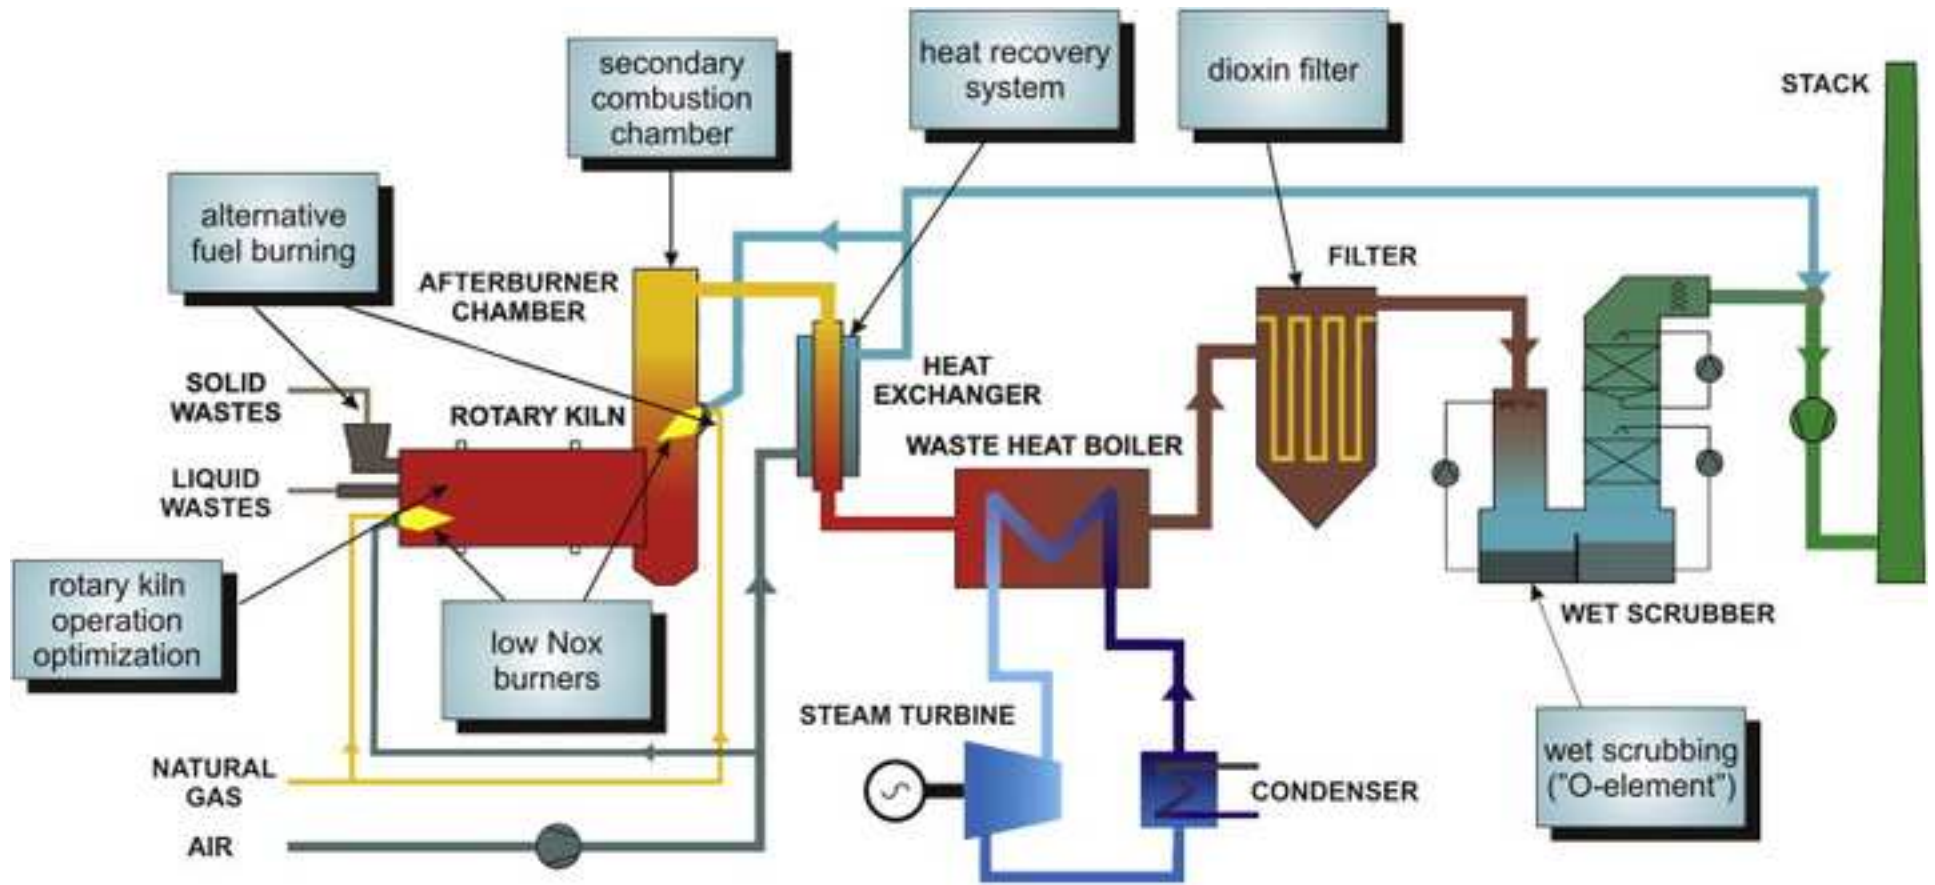 secondary
combustion
chamber
heat recovery
system
dioxin filter
STACK
alternative
fuel burning
AFTERBURNER
CHAMBER
FILTER
SOLID
WASTES
ROTARY KILN
HEAT
EXCHANGER
WASTE HEAT BOILER
LIQUID
WASTES
rotary kiln
operation
optimization
low Nox
burners
WET SCRUBBER
STEAM TURBINE
wet scrubbing
("O-element")
NATURAL
GAS
CONDENSER
AIR